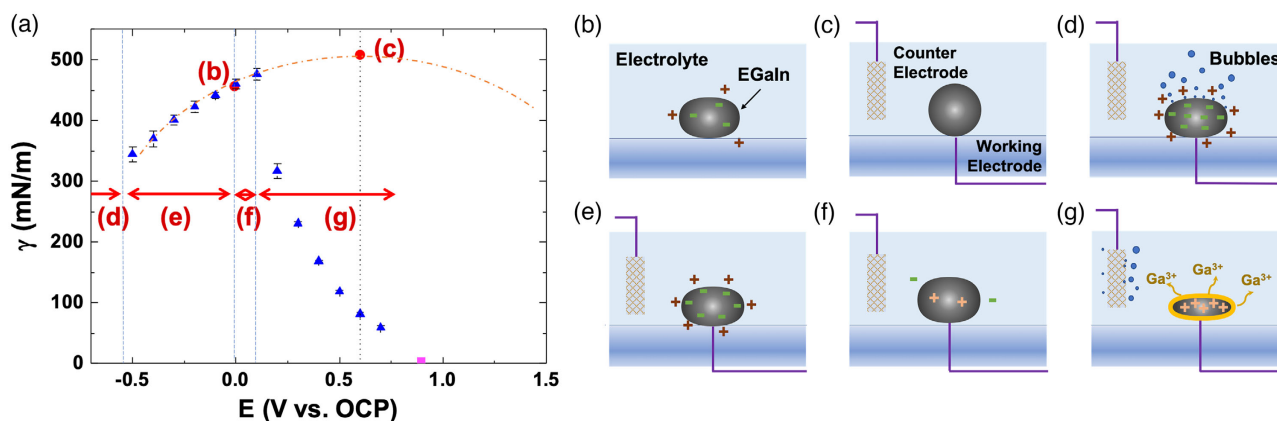 (a)
γ (mN/m)
500
400
300
200
100
0
(b)
(c)
(d)
(e)
(f)
(g)
-0.5
0.0
0.5
1.0
1.5
E (V vs. OCP)
(b)
Electrolyte
EGaIn
+
+
+
(c)
Counter
Electrode
Working
Electrode
(d)
Bubbles
(e)
(f)
(g)
Ga3+
Ga3+
Ga3+